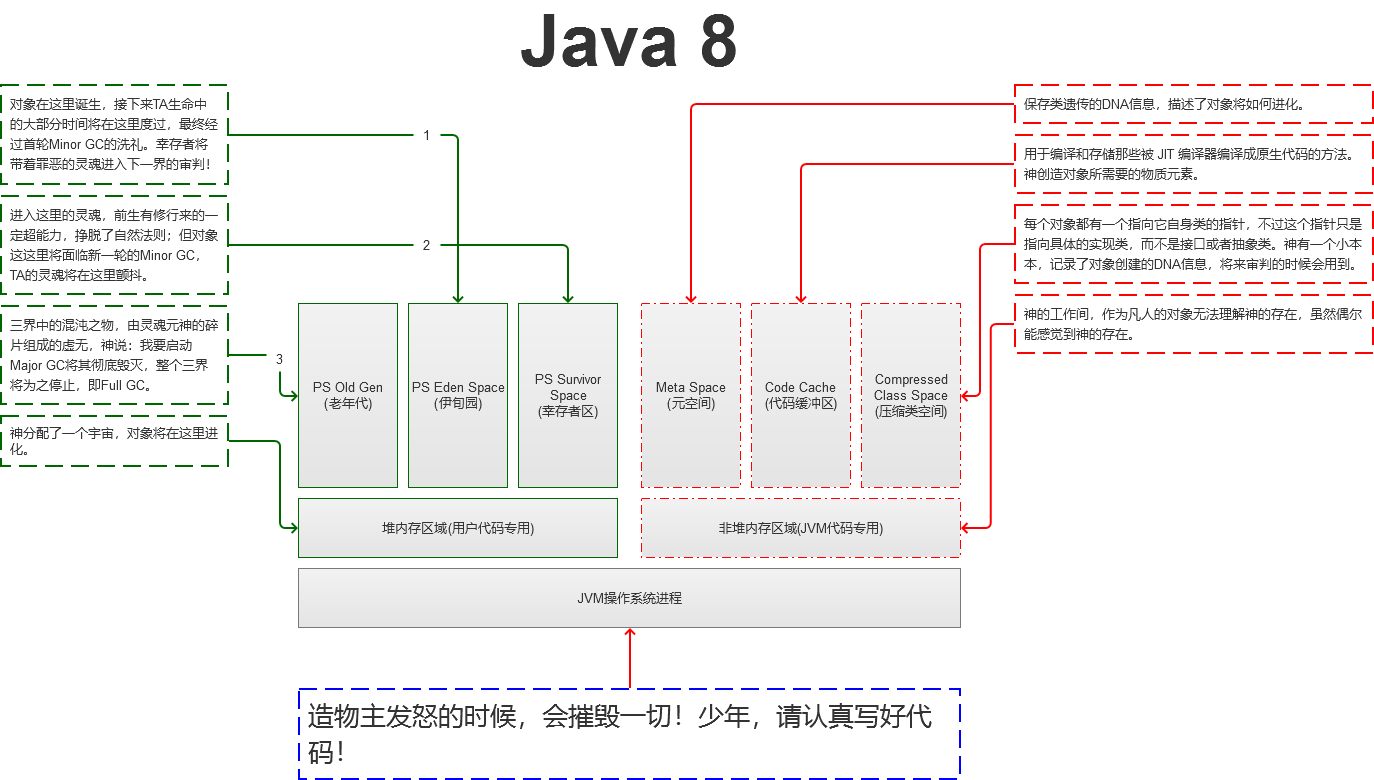 Java 8
对象在这里诞生，接下来TA生命中
的大部分时间将在这里度过，最终经
过首轮Minor GC的洗礼。幸存者将
带着罪恶的灵魂进入下一界的审判！
1
进入这里的灵魂，前生有修行来的一
定超能力，挣脱了自然法则；但对象
这这里将面临新一轮的Minor GC，
TA的灵魂将在这里颤抖。
2
三界中的混沌之物，由灵魂元神的碎
片组成的虚无，神说：我要启动
Major GC将其彻底毁灭，整个三界
将为之停止，即Full GC。
3
神分配了一个宇宙，对象将在这里进
化。
保存类遗传的DNA信息，描述了对象将如何进化。
用于编译和存储那些被 JIT 编译器编译成原生代码的方法。
神创造对象所需要的物质元素。
每个对象都有一个指向它自身类的指针，不过这个指针只是
指向具体的实现类，而不是接口或者抽象类。神有一个小本
本，记录了对象创建的DNA信息，将来审判的时候会用到。
神的工作间，作为凡人的对象无法理解神的存在，虽然偶尔
能感觉到神的存在。
PS Old Gen
(老年代)
PS Eden Space
(伊甸园)
PS Survivor
Space
(幸存者区)
Meta Space
(元空间)
Code Cache
(代码缓冲区)
Compressed
Class Space
(压缩类空间)
堆内存区域(用户代码专用)
非堆内存区域(JVM代码专用)
JVM操作系统进程
造物主发怒的时候，会摧毁一切！少年，请认真写好代
码！